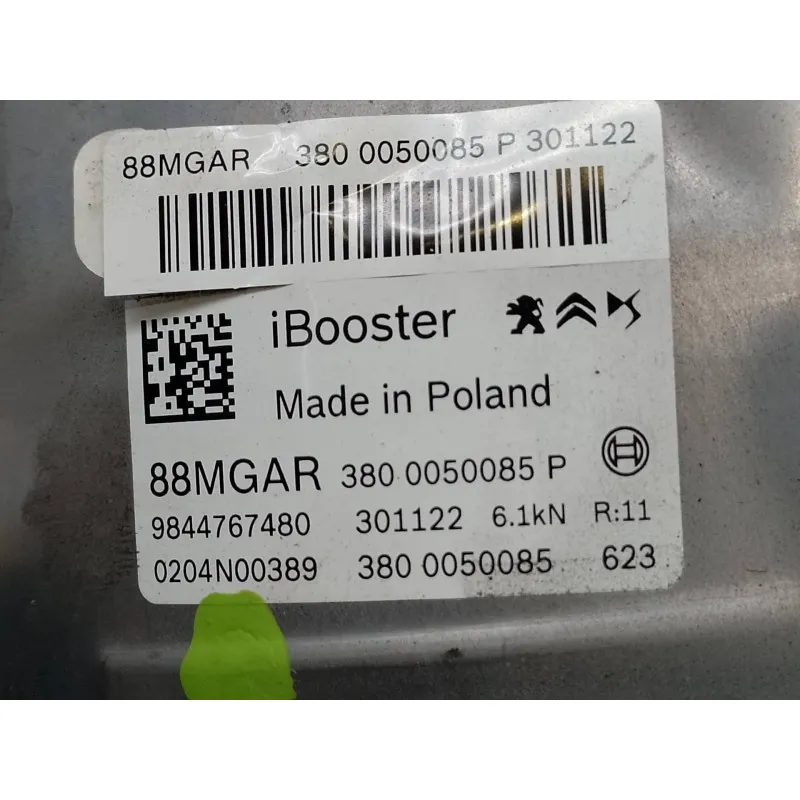 88MGAR 380 0050085 P 301122
iBooster
Made in Poland
88MGAR 380 0050085 P
9844767480 301122 6.1kN R:11
0204N00389 380 0050085 623